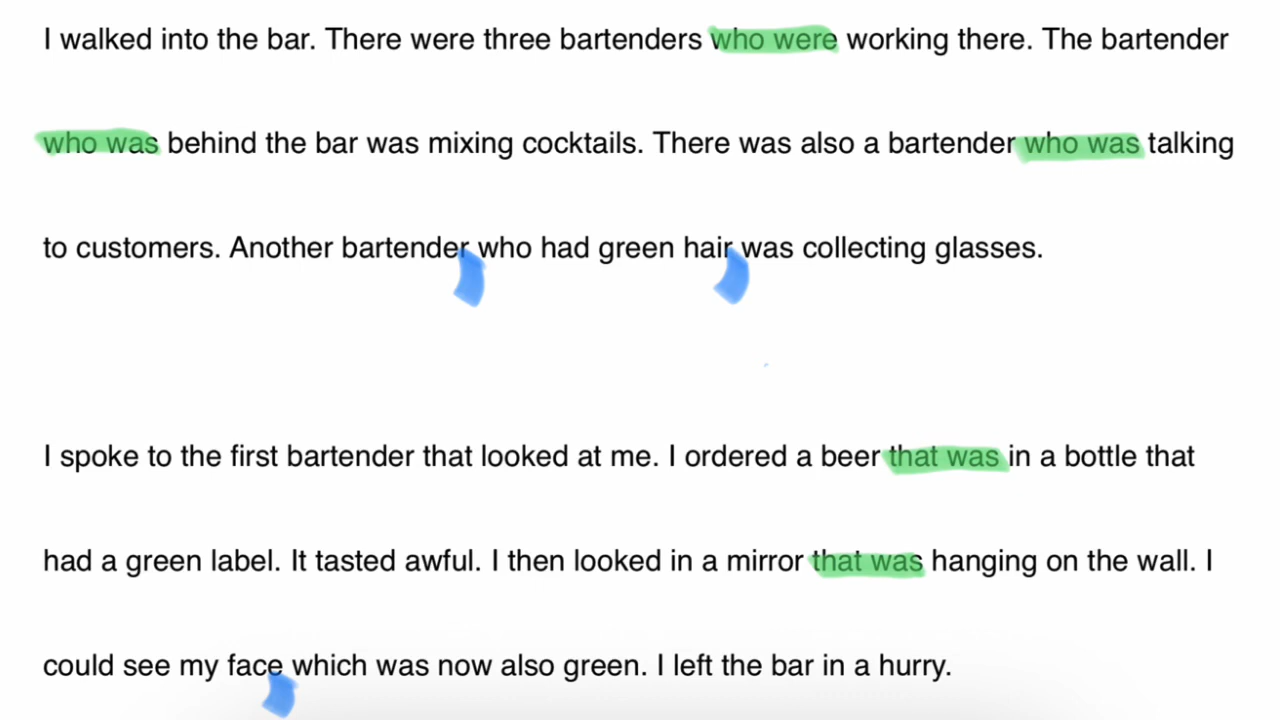 I walked into the bar. There were three bartenders who were working there. The bartender
who was behind the bar was mixing cocktails. There was also a bartender who was talking
to customers. Another bartender, who had green hair, was collecting glasses.
I spoke to the first bartender that looked at me. I ordered a beer that was in a bottle that
had a green label. It tasted awful. I then looked in a mirror that was hanging on the wall. I
could see my face, which was now also green. I left the bar in a hurry.